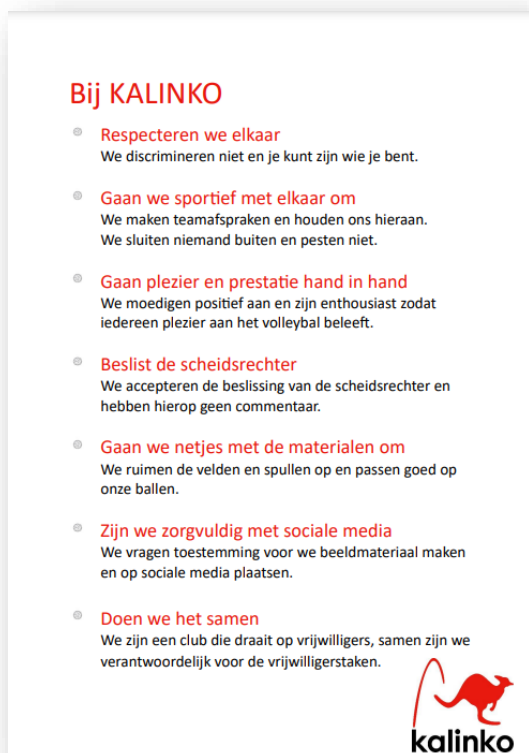 Bij KALINKO
Respecteren we elkaar
We discrimineren niet en je kunt zijn wie je bent.
Gaan we sportief met elkaar om
We maken teamafspraken en houden ons hieraan.
We sluiten niemand buiten en pesten niet.
Gaan plezier en prestatie hand in hand
We moedigen positief aan en zijn enthousiast zodat
iedereen plezier aan het volleybal beleeft.
Beslist de scheidsrechter
We accepteren de beslissing van de scheidsrechter en
hebben hierop geen commentaar.
Gaan we netjes met de materialen om
We ruimen de velden en spullen op en passen goed op
onze ballen.
Zijn we zorgvuldig met sociale media
We vragen toestemming voor we beeldmateriaal maken
en op sociale media plaatsen.
Doen we het samen
We zijn een club die draait op vrijwilligers, samen zijn we
verantwoordelijk voor de vrijwilligerstaken.
kalinko